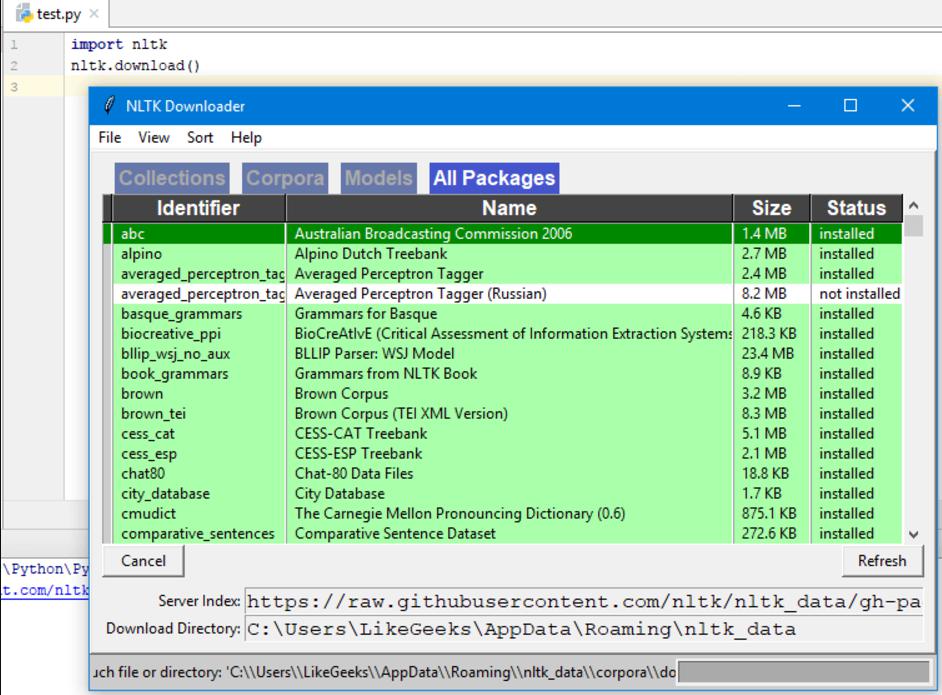 test.py
1 import nltk
2 nltk.download()
3
NLTK Downloader
File View Sort Help
Collections Corpora Models All Packages
Identifier Name Size Status
abc Australian Broadcasting Commission 2006 1.4 MB installed
alpino Alpino Dutch Treebank 2.7 MB installed
averaged_perceptron_tag Averaged Perceptron Tagger 2.4 MB installed
averaged_perceptron_tag Averaged Perceptron Tagger (Russian) 8.2 MB not installed
basque_grammars Grammars for Basque 4.6 KB installed
biocreative_ppi BioCreAtIvE (Critical Assessment of Information Extraction Systems 218.3 KB installed
bllip_wsj_no_aux BLLIP Parser: WSJ Model 23.4 MB installed
book_grammars Grammars from NLTK Book 8.9 KB installed
brown Brown Corpus 3.2 MB installed
brown_tei Brown Corpus (TEI XML Version) 8.3 MB installed
cess_cat CESS-CAT Treebank 5.1 MB installed
cess_esp CESS-ESP Treebank 2.1 MB installed
chat80 Chat-80 Data Files 18.8 KB installed
city_database City Database 1.7 KB installed
cmudict The Carnegie Mellon Pronouncing Dictionary (0.6) 875.1 KB installed
comparative_sentences Comparative Sentence Dataset 272.6 KB installed
Cancel Refresh
\Python\Py
t.com/nltk
Server Index: https://raw.githubusercontent.com/nltk/nltk_data/gh-pa
Download Directory: C:\Users\LikeGeeks\AppData\Roaming\nltk_data
uch file or directory: 'C:\\Users\\LikeGeeks\\AppData\\Roaming\\nltk_data\\corpora\\do